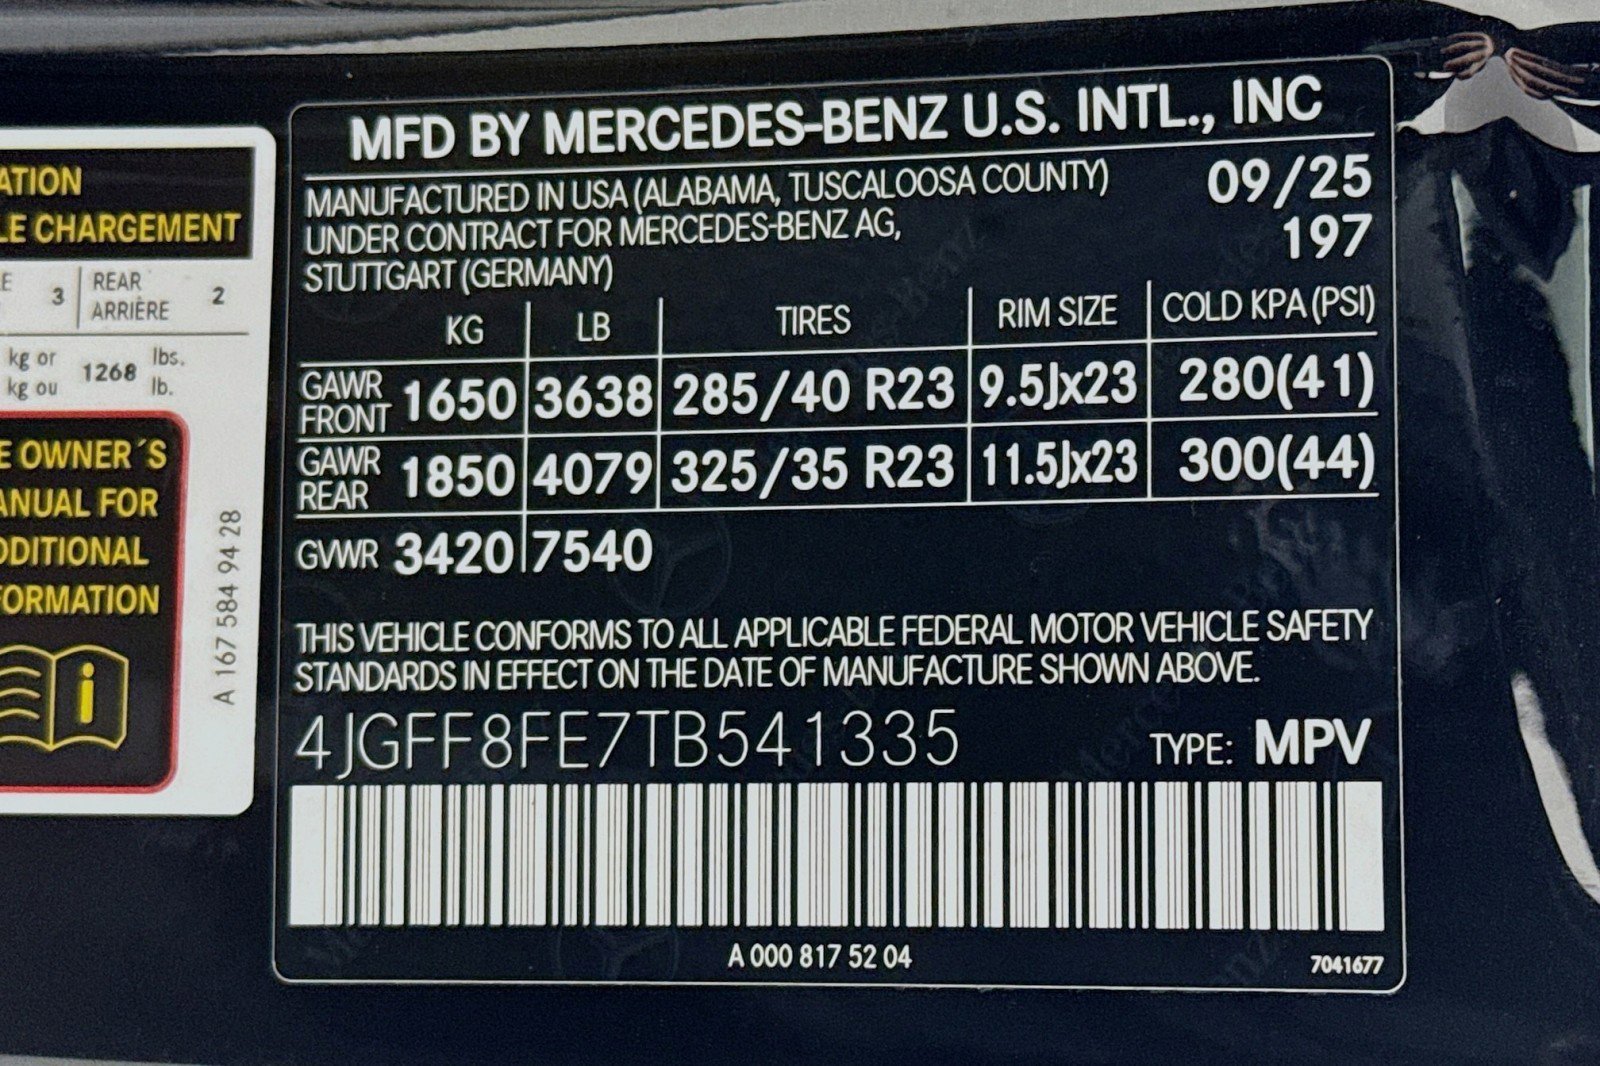 ATION
LE CHARGEMENT
LE 3 REAR 2
ARRIÈRE
kg or 1268 lbs.
kg ou lb.
E OWNER´S
ANUAL FOR
DDITIONAL
FORMATION
i
A 167 584 94 28
MFD BY MERCEDES-BENZ U.S. INTL., INC
MANUFACTURED IN USA (ALABAMA, TUSCALOOSA COUNTY) 09/25
UNDER CONTRACT FOR MERCEDES-BENZ AG, 197
STUTTGART (GERMANY)
KG LB TIRES RIM SIZE COLD KPA (PSI)
GAWR FRONT 1650 3638 285/40 R23 9.5Jx23 280(41)
GAWR REAR 1850 4079 325/35 R23 11.5Jx23 300(44)
GVWR 3420 7540
THIS VEHICLE CONFORMS TO ALL APPLICABLE FEDERAL MOTOR VEHICLE SAFETY
STANDARDS IN EFFECT ON THE DATE OF MANUFACTURE SHOWN ABOVE.
4JGFF8FE7TB541335 TYPE: MPV
A 000 817 52 04 7041677